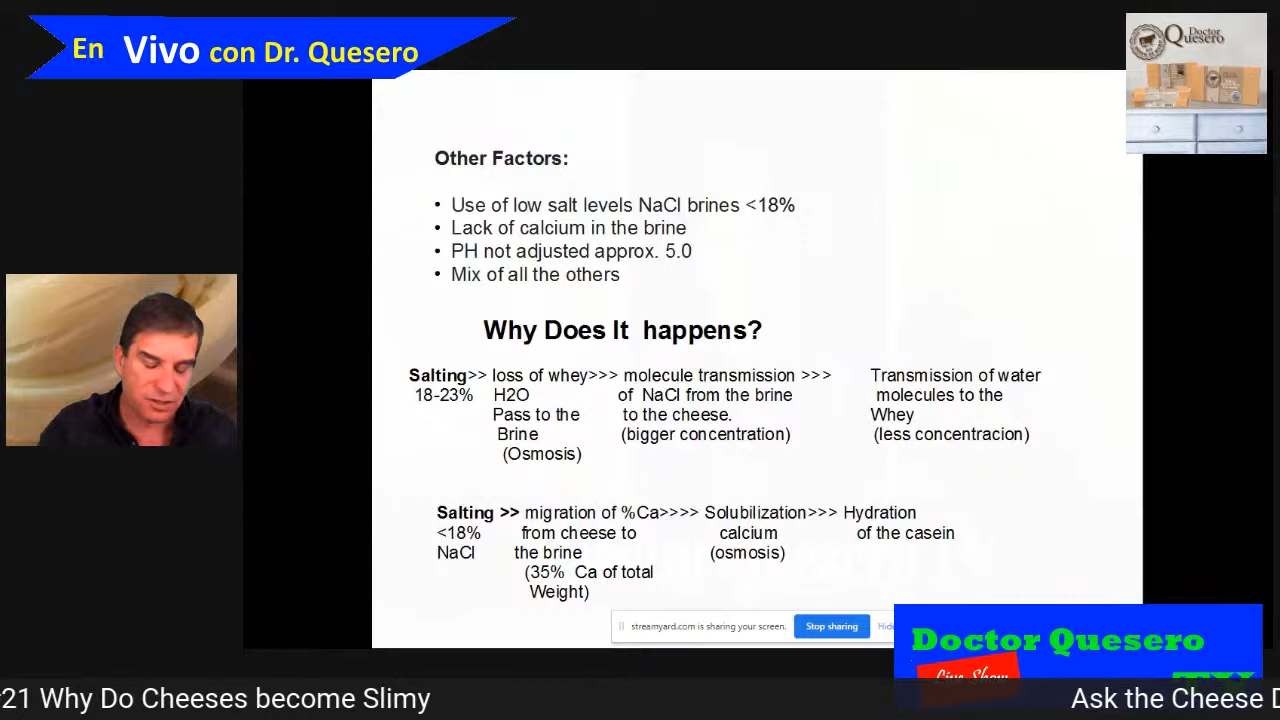 En Vivo con Dr. Quesero
Doctor
Quesero
Other Factors:
• Use of low salt levels NaCl brines <18%
• Lack of calcium in the brine
• PH not adjusted approx. 5.0
• Mix of all the others
Why Does It happens?
Salting>> loss of whey>>> molecule transmission >>> Transmission of water
18-23% H2O of NaCl from the brine molecules to the
Pass to the to the cheese. Whey
Brine (bigger concentration) (less concentracion)
(Osmosis)
Salting >> migration of %Ca>>>> Solubilization>>> Hydration
<18% from cheese to calcium of the casein
NaCl the brine (osmosis)
(35% Ca of total
Weight)
streamyard.com is sharing your screen. Stop sharing Hide
Doctor Quesero
Live Show
21 Why Do Cheeses become Slimy Ask the Cheese D